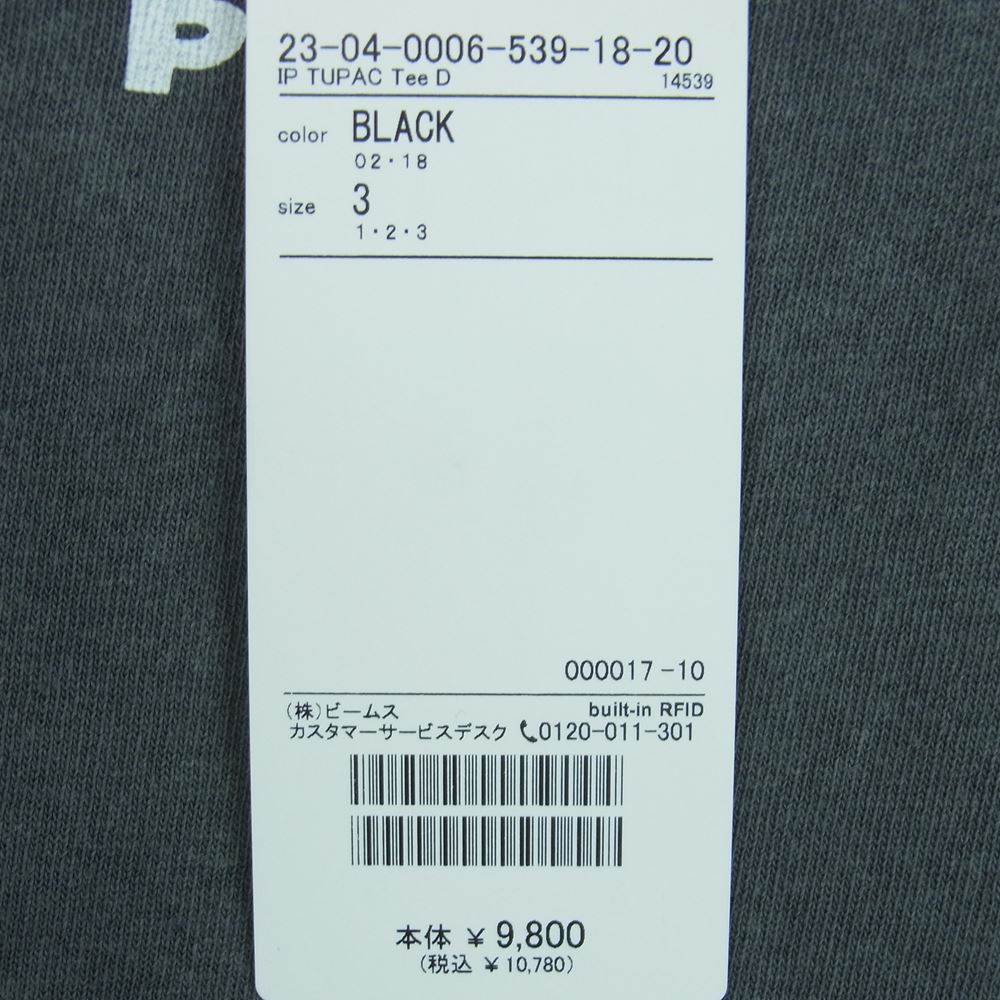 P
23-04-0006-539-18-20
IP TUPAC Tee D 14539
color BLACK
02・18
size 3
1・2・3
000017-10
(株)ビームス built-in RFID
カスタマーサービスデスク 0120-011-301
本体 ¥ 9,800
(税込 ¥ 10,780)